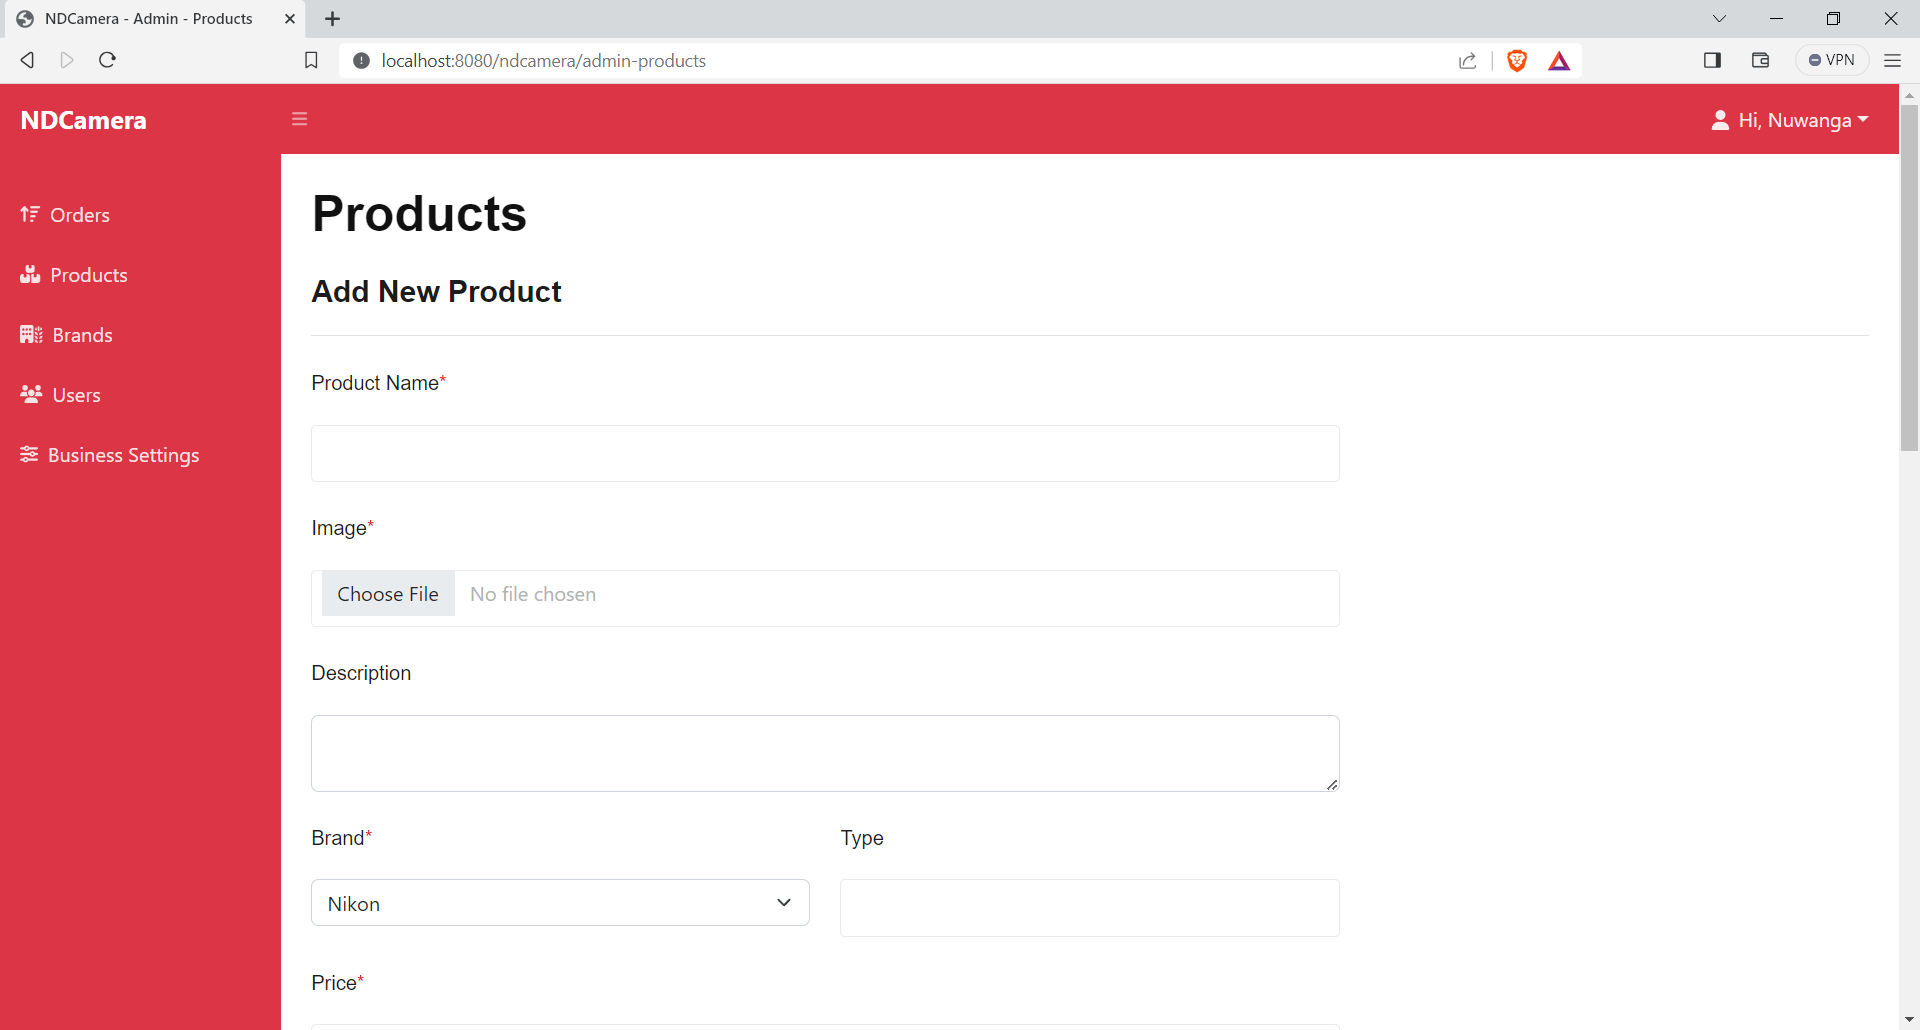 NDCamera - Admin - Products
localhost:8080/ndcamera/admin-products
VPN
NDCamera
Hi, Nuwanga
Orders
Products
Brands
Users
Business Settings
Products
Add New Product
Product Name*
Image*
Choose File No file chosen
Description
Brand* Type
Nikon
Price*